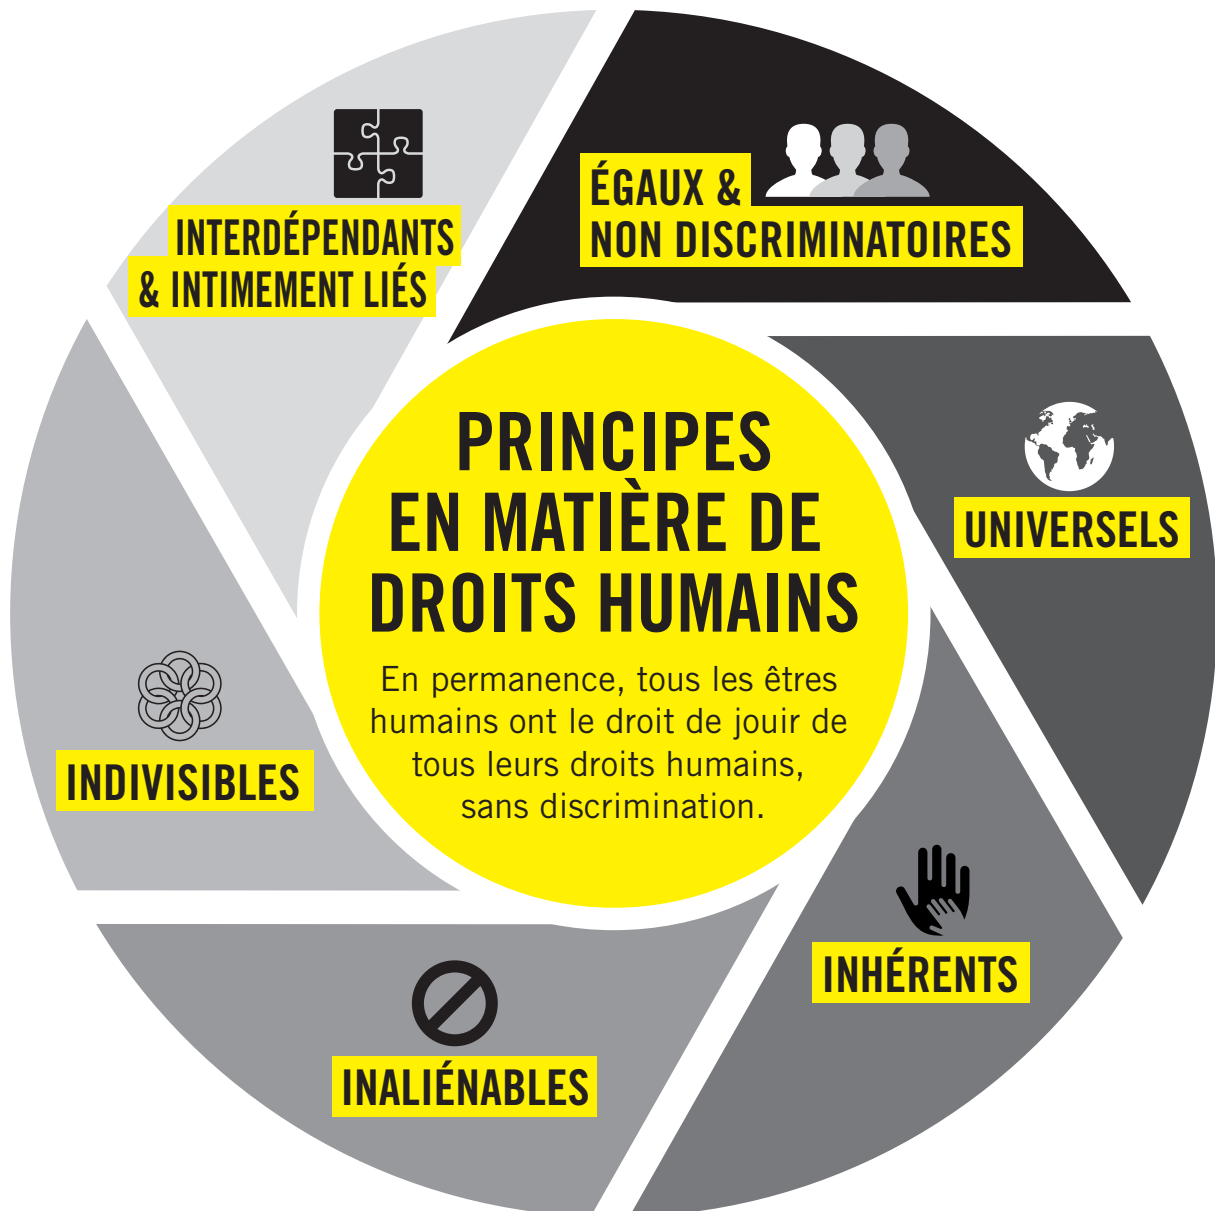 INTERDÉPENDANTS
& INTIMEMENT LIÉS
ÉGAUX &
NON DISCRIMINATOIRES
PRINCIPES
EN MATIÈRE DE
DROITS HUMAINS
En permanence, tous les êtres
humains ont le droit de jouir de
tous leurs droits humains,
sans discrimination.
UNIVERSELS
INHÉRENTS
INALIÉNABLES
INDIVISIBLES